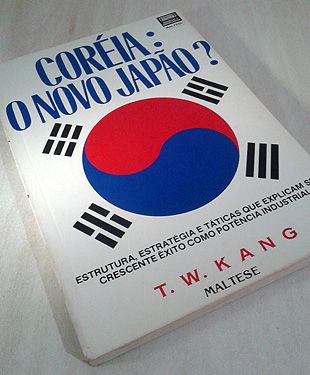 CORÉIA:
O NOVO JAPÃO?
ESTRUTURA, ESTRATÉGIA E TÁTICAS QUE EXPLICAM S
CRESCENTE ÊXITO COMO POTÊNCIA INDUSTRIAL
T. W. KANG
MALTESE